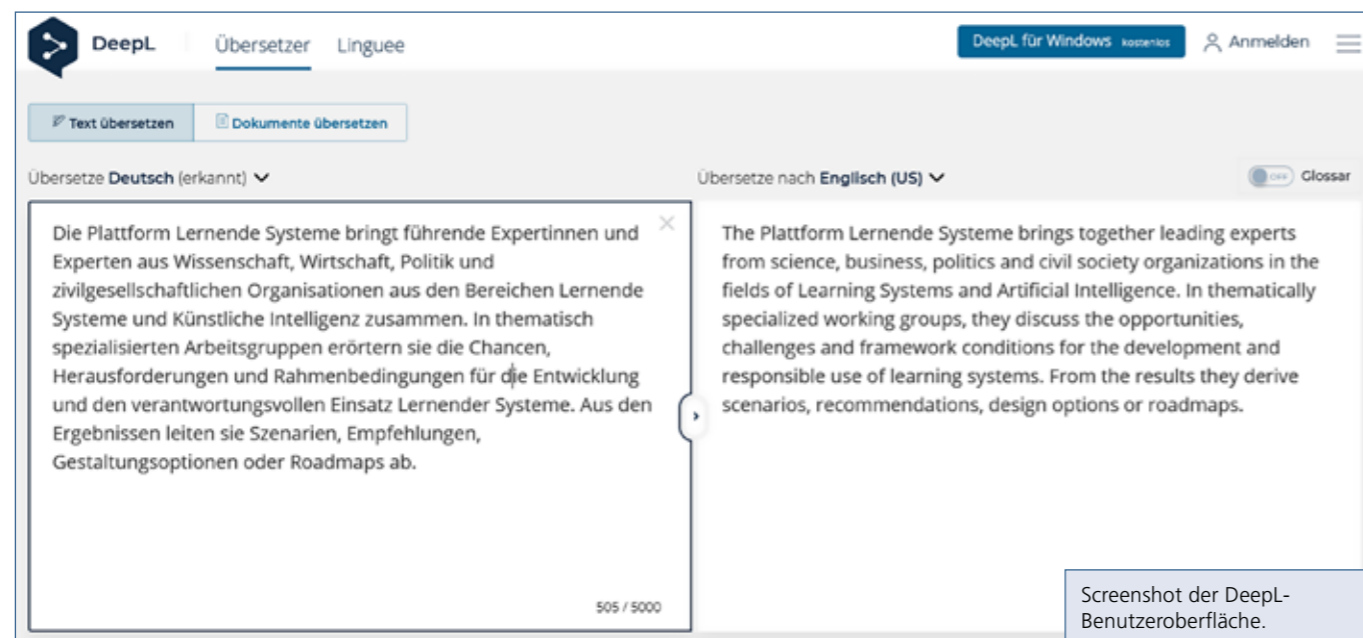 DeepL
Übersetzer
Linguee
DeepL für Windows kostenlos
Anmelden
Text übersetzen
Dokumente übersetzen
Übersetze Deutsch (erkannt)
Übersetze nach Englisch (US)
OFF
Glossar
Die Plattform Lernende Systeme bringt führende Expertinnen und
Experten aus Wissenschaft, Wirtschaft, Politik und
zivilgesellschaftlichen Organisationen aus den Bereichen Lernende
Systeme und Künstliche Intelligenz zusammen. In thematisch
spezialisierten Arbeitsgruppen erörtern sie die Chancen,
Herausforderungen und Rahmenbedingungen für die Entwicklung
und den verantwortungsvollen Einsatz Lernender Systeme. Aus den
Ergebnissen leiten sie Szenarien, Empfehlungen,
Gestaltungsoptionen oder Roadmaps ab.
505 / 5000
The Plattform Lernende Systeme brings together leading experts
from science, business, politics and civil society organizations in the
fields of Learning Systems and Artificial Intelligence. In thematically
specialized working groups, they discuss the opportunities,
challenges and framework conditions for the development and
responsible use of learning systems. From the results they derive
scenarios, recommendations, design options or roadmaps.
Screenshot der DeepL-
Benutzeroberfläche.